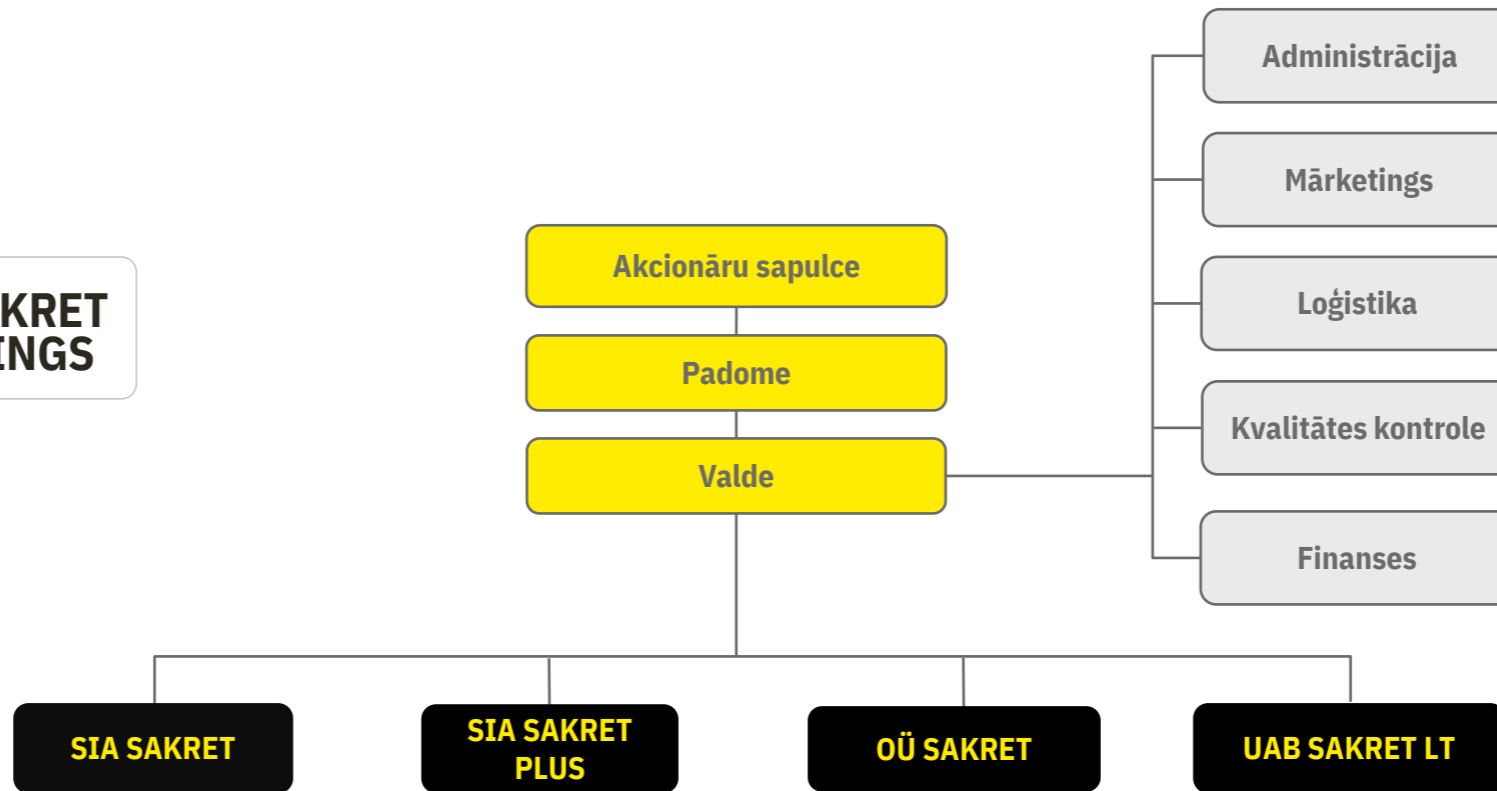 Administrācija
Mārketings
Akcionāru sapulce
Loģistika
KRET
INGS
Padome
Kvalitātes kontrole
Valde
Finanses
SIA SAKRET
SIA SAKRET
PLUS
OÜ SAKRET
UAB SAKRET LT